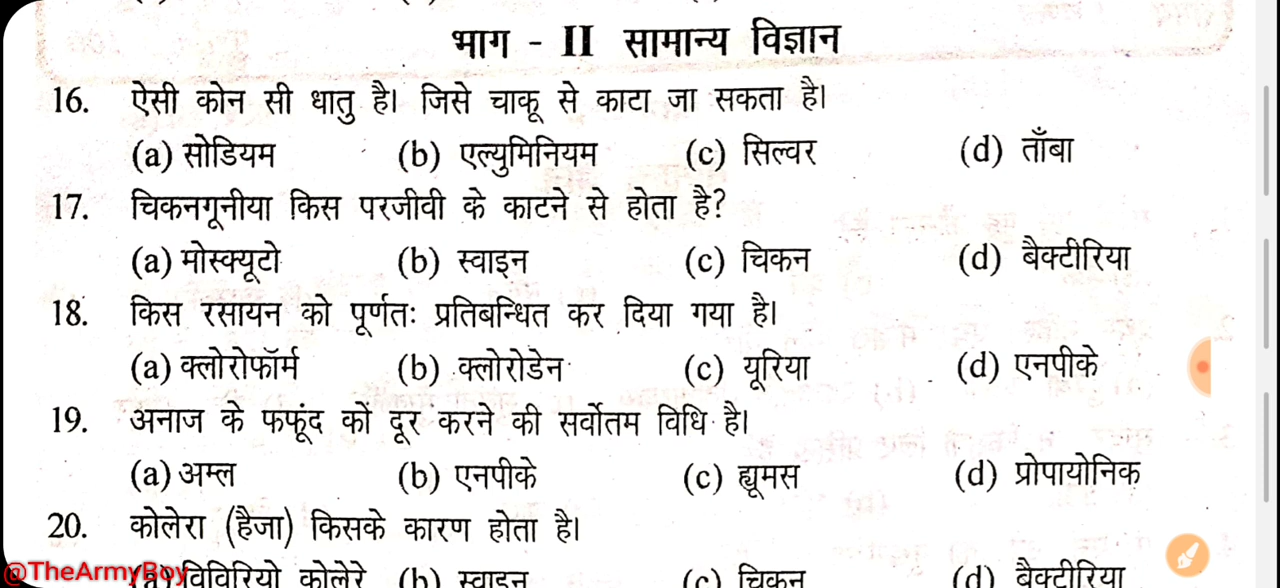 भाग - II सामान्य विज्ञान
16. ऐसी कोन सी धातु है। जिसे चाकू से काटा जा सकता है।
(a) सोडियम (b) एल्युमिनियम (c) सिल्वर (d) ताँबा
17. चिकनगूनीया किस परजीवी के काटने से होता है?
(a) मोस्क्यूटो (b) स्वाइन (c) चिकन (d) बैक्टीरिया
18. किस रसायन को पूर्णतः प्रतिबन्धित कर दिया गया है।
(a) क्लोरोफॉर्म (b) क्लोरोडेन (c) यूरिया (d) एनपीके
19. अनाज के फफूंद कों दूर करने की सर्वोतम विधि है।
(a) अम्ल (b) एनपीके (c) ह्यूमस (d) प्रोपायोनिक
20. कोलेरा (हैजा) किसके कारण होता है।
(a) विविरियो कोलेरे (b) स्वाइन (c) चिकन (d) बैक्टीरिया
@TheArmyBoy